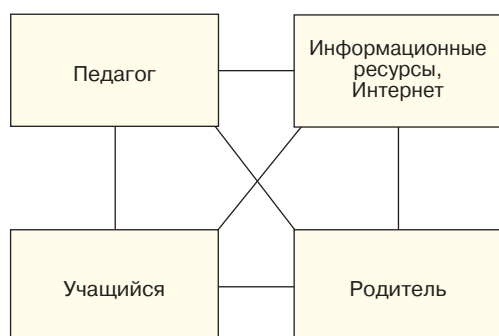 Педагог
Информационные
ресурсы,
Интернет
Учащийся
Родитель